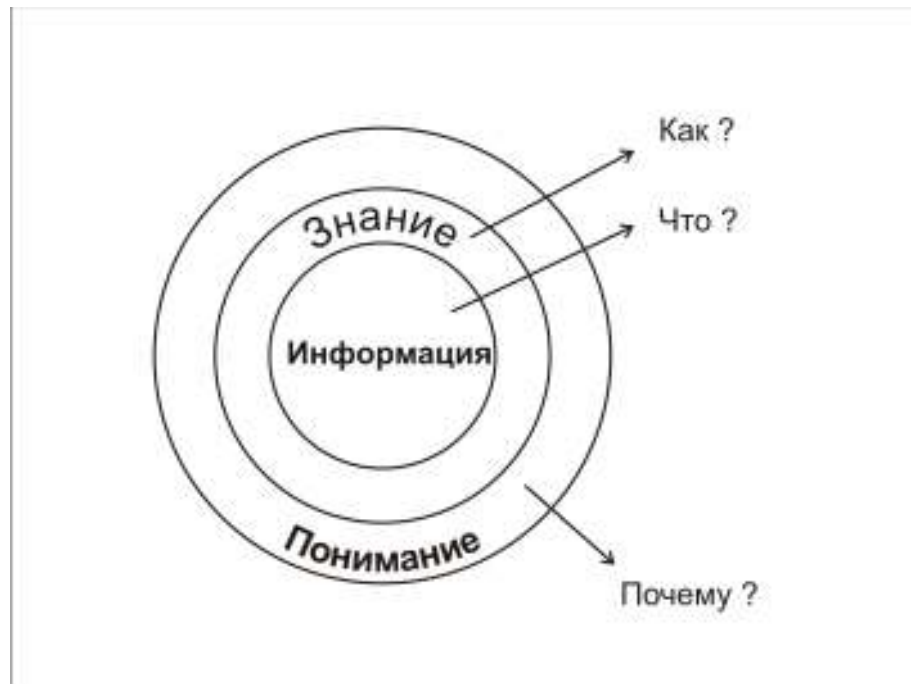 Как ?
Что ?
Знание
Информация
Понимание
Почему ?